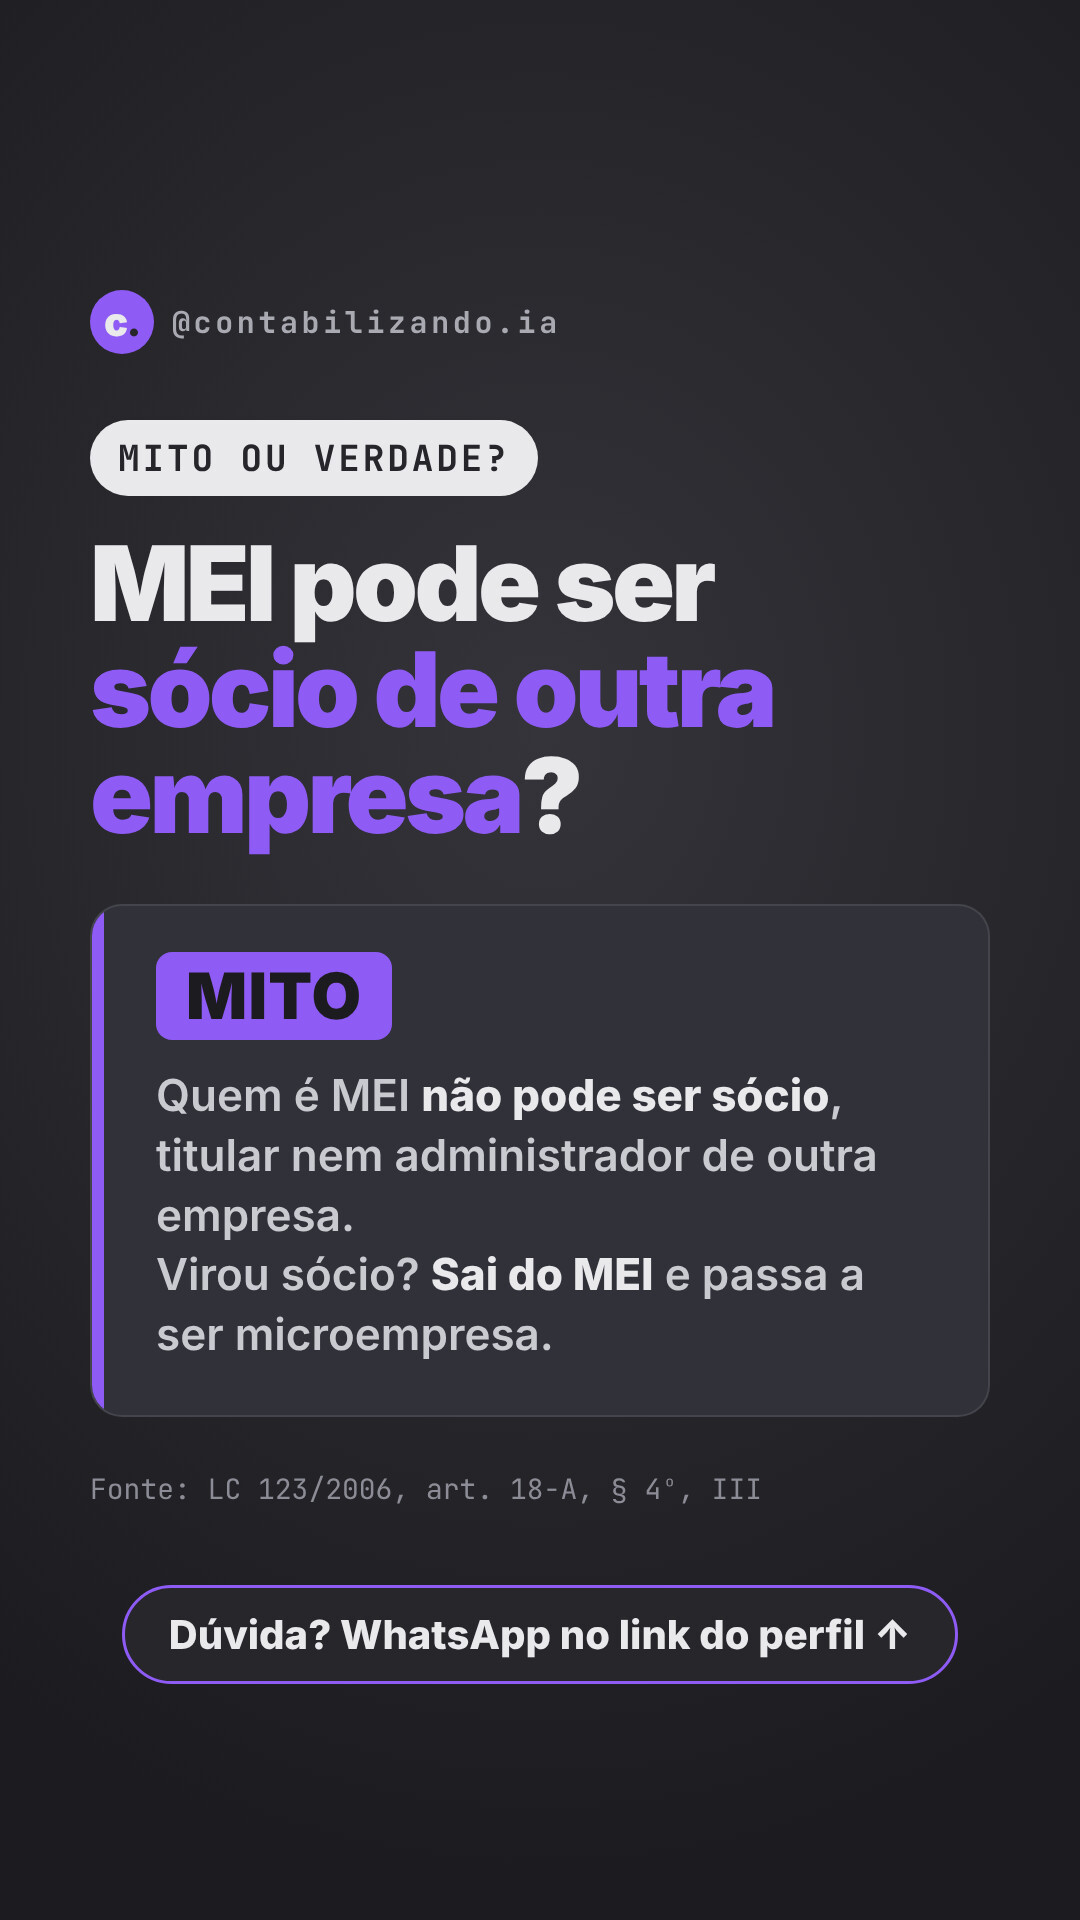 c. @contabilizando.ia
MITO OU VERDADE?
MEI pode ser
sócio de outra
empresa?
MITO
Quem é MEI não pode ser sócio,
titular nem administrador de outra
empresa.
Virou sócio? Sai do MEI e passa a
ser microempresa.
Fonte: LC 123/2006, art. 18-A, § 4º, III
Dúvida? WhatsApp no link do perfil ↑